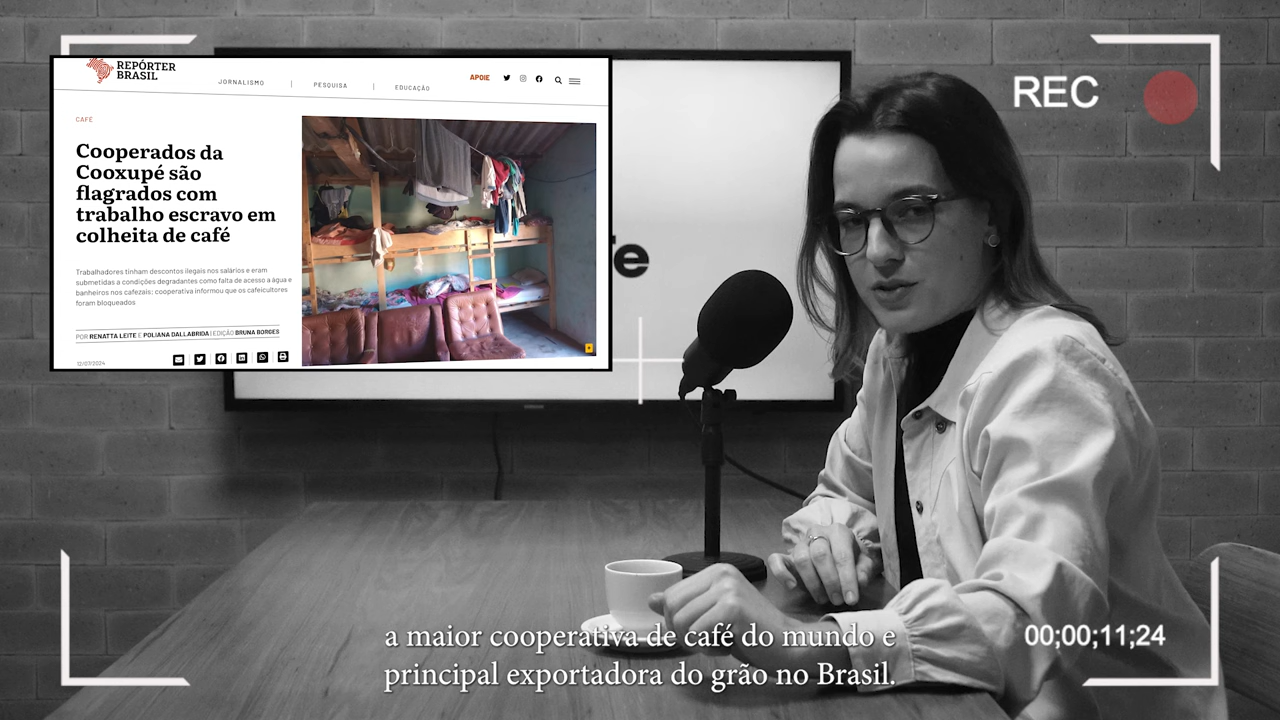 REPÓRTER
BRASIL
JORNALISMO | PESQUISA | EDUCAÇÃO
APOIE
CAFÉ
Cooperados da
Cooxupé são
flagrados com
trabalho escravo em
colheita de café
Trabalhadores tinham descontos ilegais nos salários e eram
submetidas a condições degradantes como falta de acesso a água e
banheiros nos cafezais; cooperativa informou que os cafeicultores
foram bloqueados
POR RENATTA LEITE E POLIANA DALLABRIDA | EDIÇÃO BRUNA BORGES
12/07/2024
REC
fe
a maior cooperativa de café do mundo e
principal exportadora do grão no Brasil.
00;00;11;24